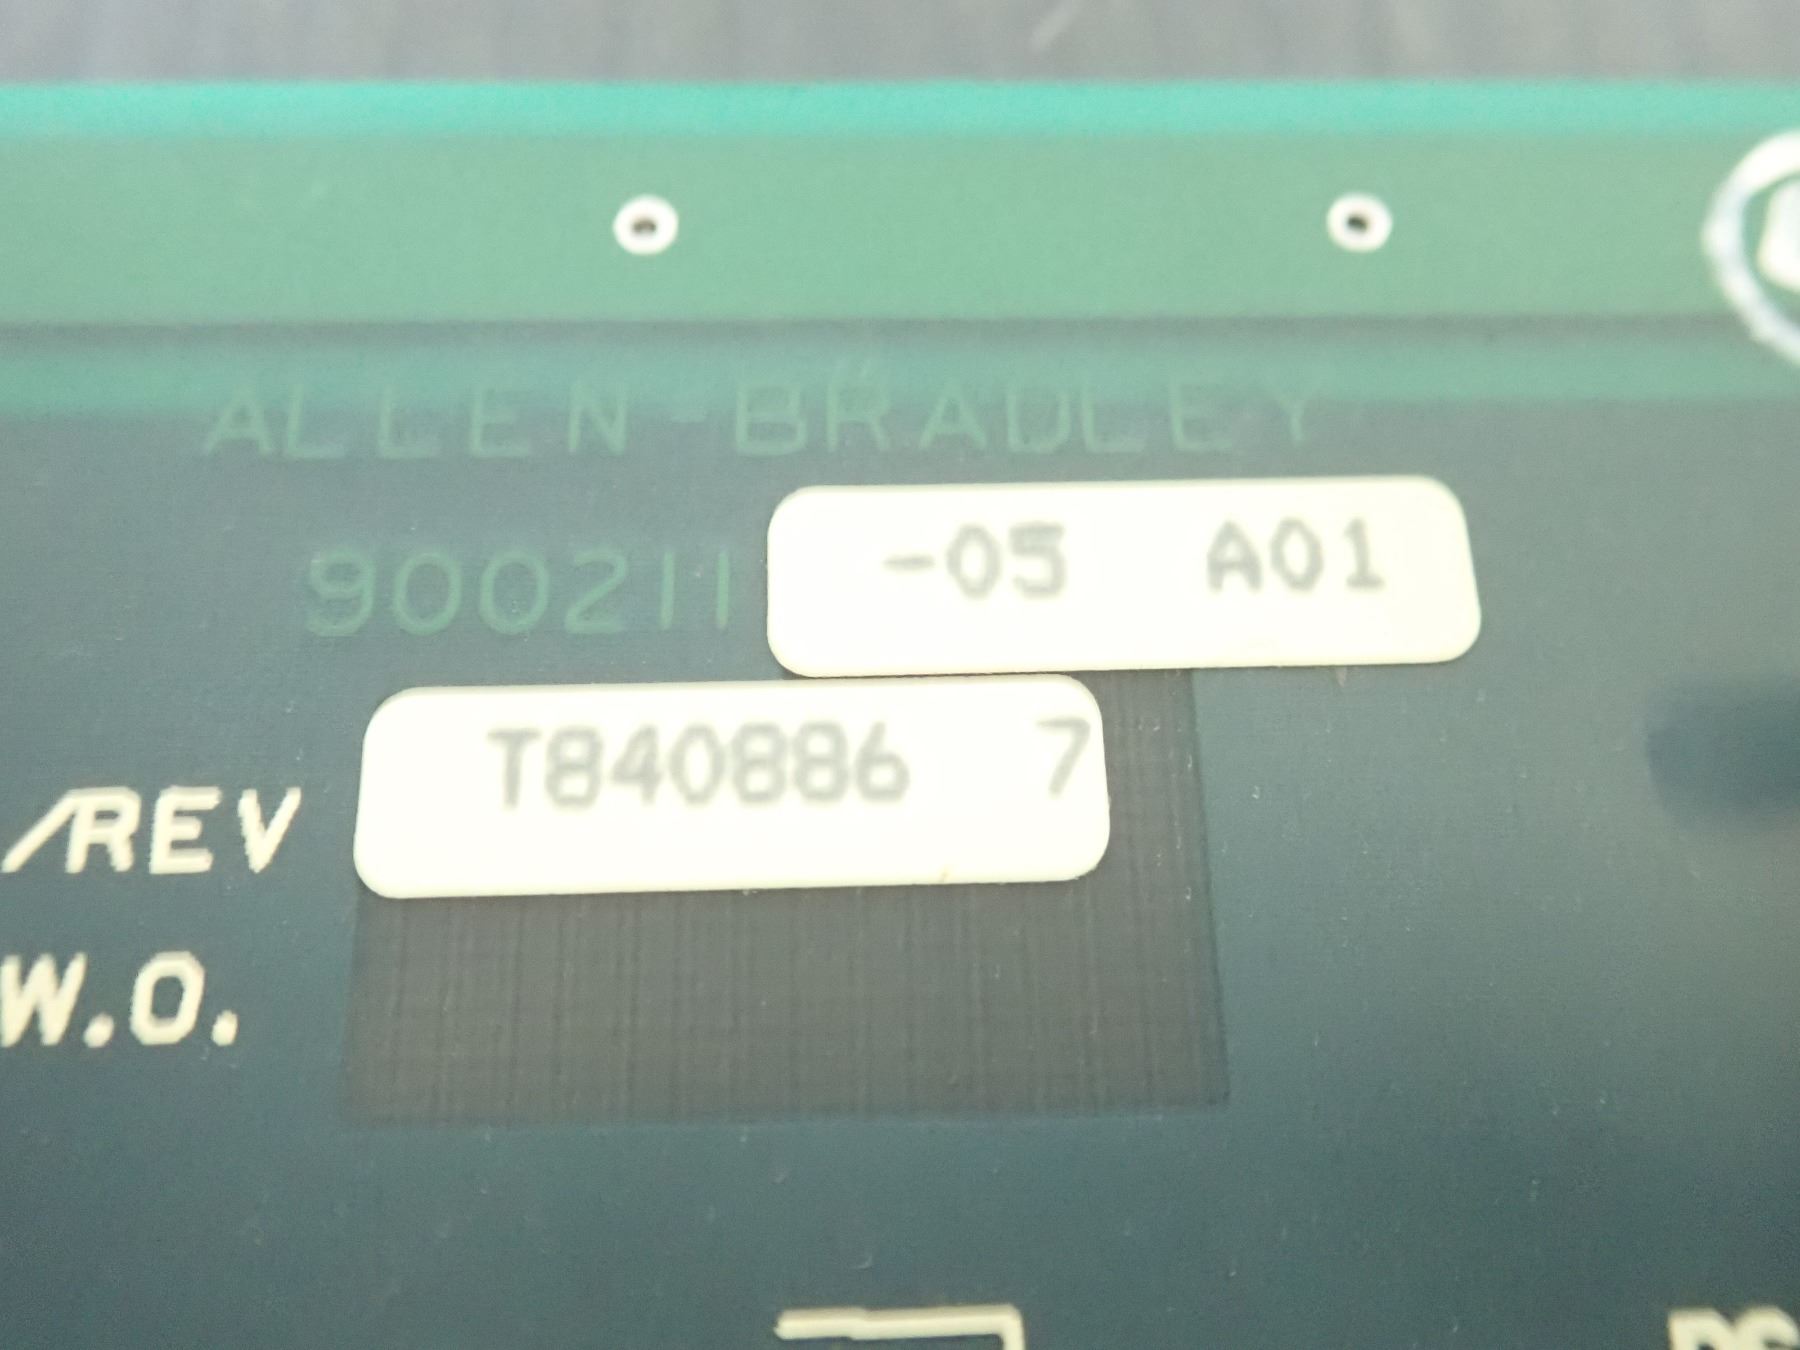 ALLEN-BRADLEY
900211 -05 A01
T840886 7
/REV
W.O.